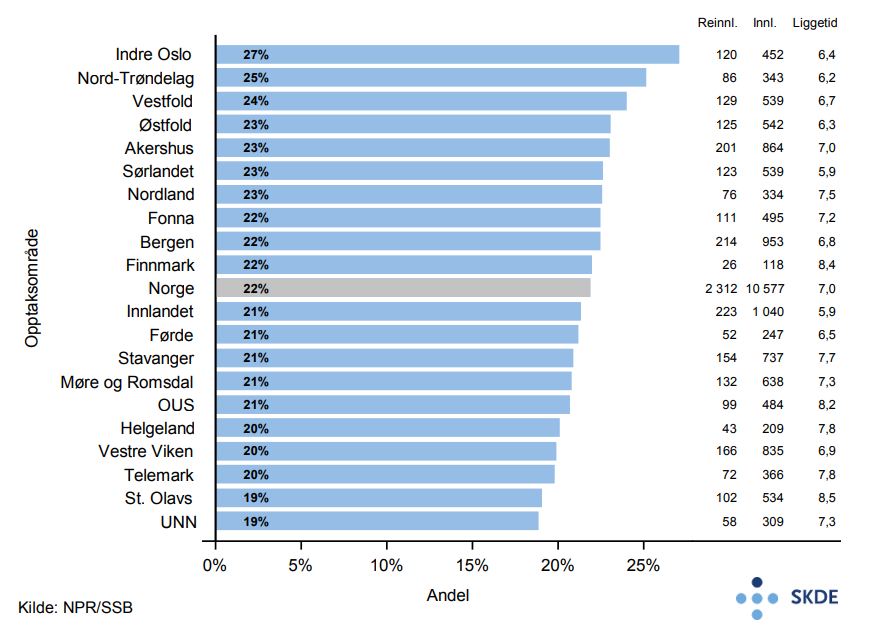 Reinnl. Innl. Liggetid
Indre Oslo 27% 120 452 6,4
Nord-Trøndelag 25% 86 343 6,2
Vestfold 24% 129 539 6,7
Østfold 23% 125 542 6,3
Akershus 23% 201 864 7,0
Sørlandet 23% 123 539 5,9
Nordland 23% 76 334 7,5
Fonna 22% 111 495 7,2
Bergen 22% 214 953 6,8
Finnmark 22% 26 118 8,4
Norge 22% 2 312 10 577 7,0
Innlandet 21% 223 1 040 5,9
Førde 21% 52 247 6,5
Stavanger 21% 154 737 7,7
Møre og Romsdal 21% 132 638 7,3
OUS 21% 99 484 8,2
Helgeland 20% 43 209 7,8
Vestre Viken 20% 166 835 6,9
Telemark 20% 72 366 7,8
St. Olavs 19% 102 534 8,5
UNN 19% 58 309 7,3
Opptaksområde
0% 5% 10% 15% 20% 25%
Andel
Kilde: NPR/SSB
SKDE